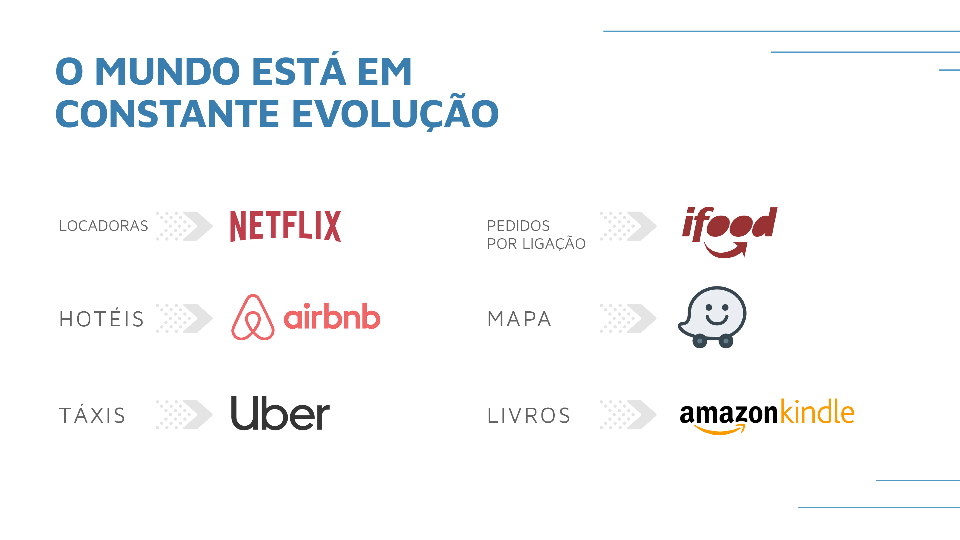 O MUNDO ESTÁ EM
CONSTANTE EVOLUÇÃO
LOCADORAS
NETFLIX
HOTÉIS
airbnb
TÁXIS
Uber
PEDIDOS
POR LIGAÇÃO
ifood
MAPA
LIVROS
amazonkindle